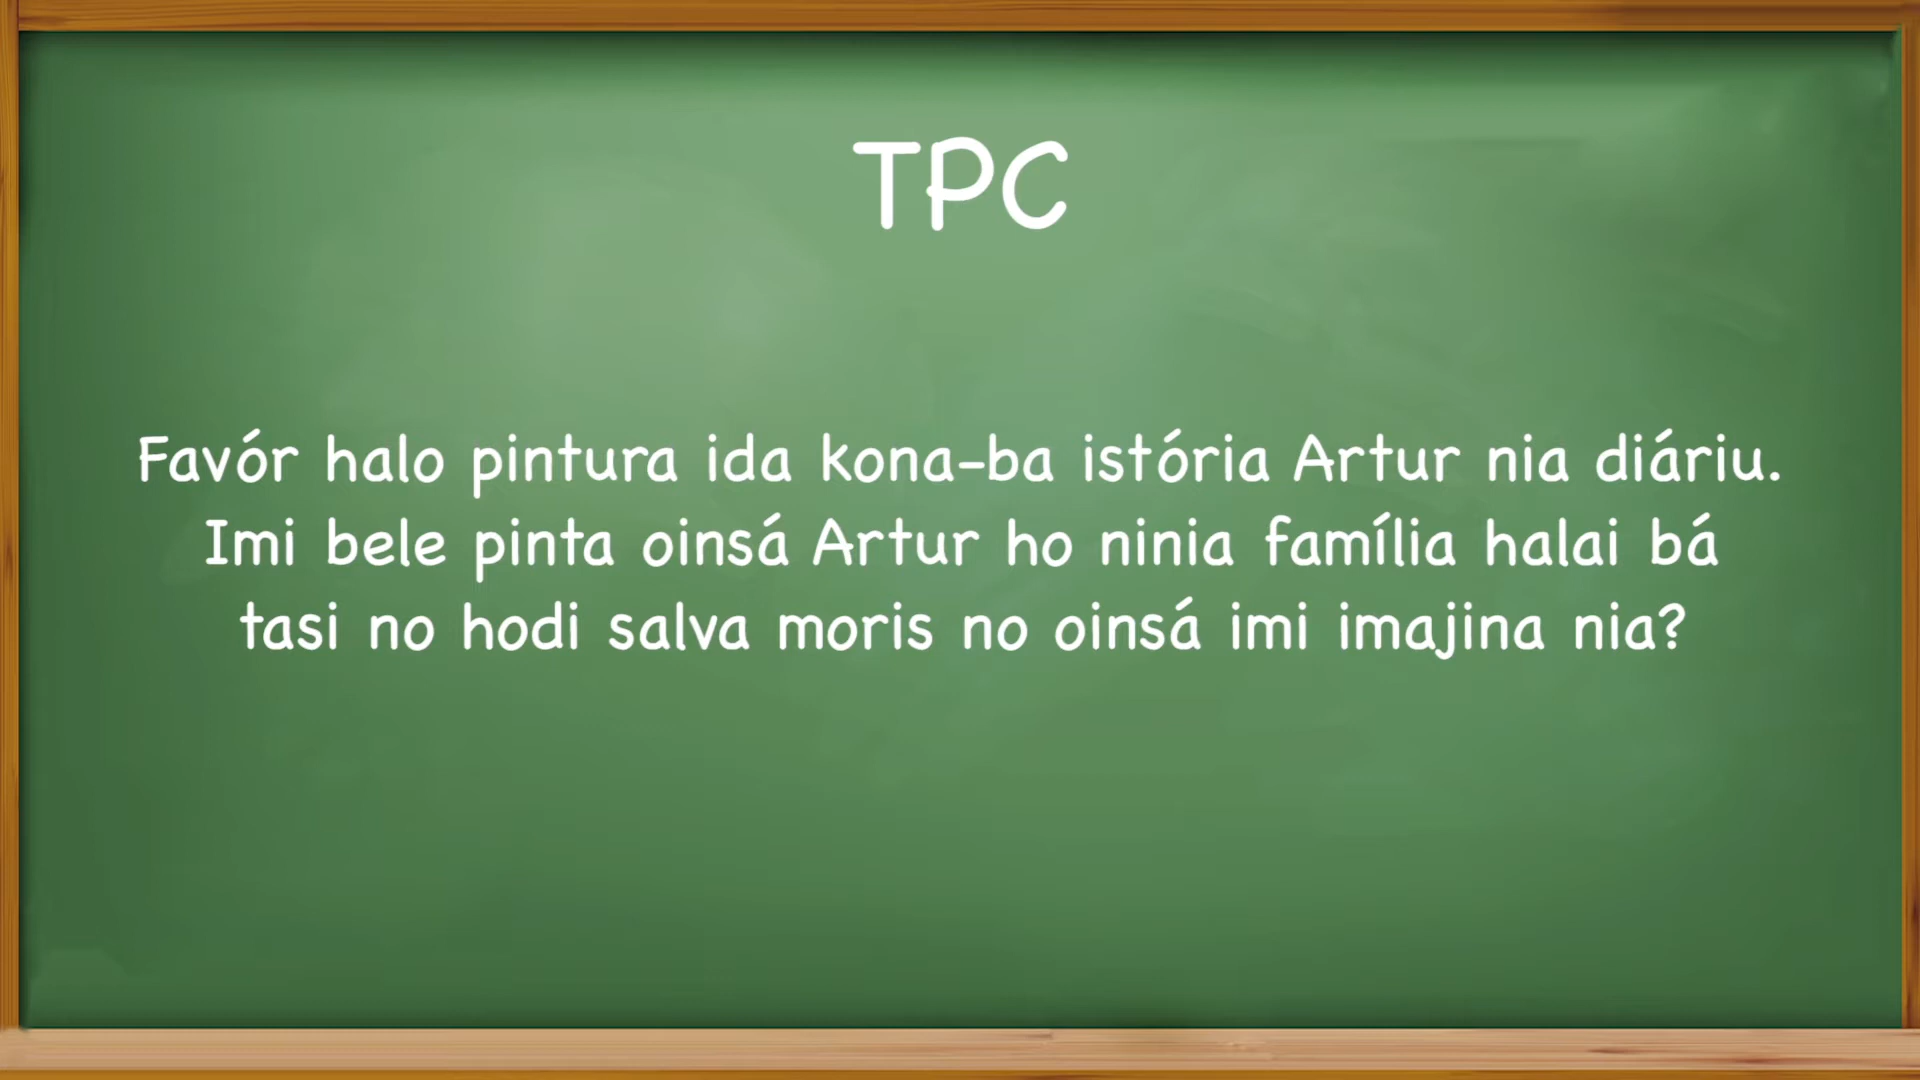 TPC
Favór halo pintura ida kona-ba istória Artur nia diáriu.
Imi bele pinta oinsá Artur ho ninia família halai bá
tasi no hodi salva moris no oinsá imi imajina nia?